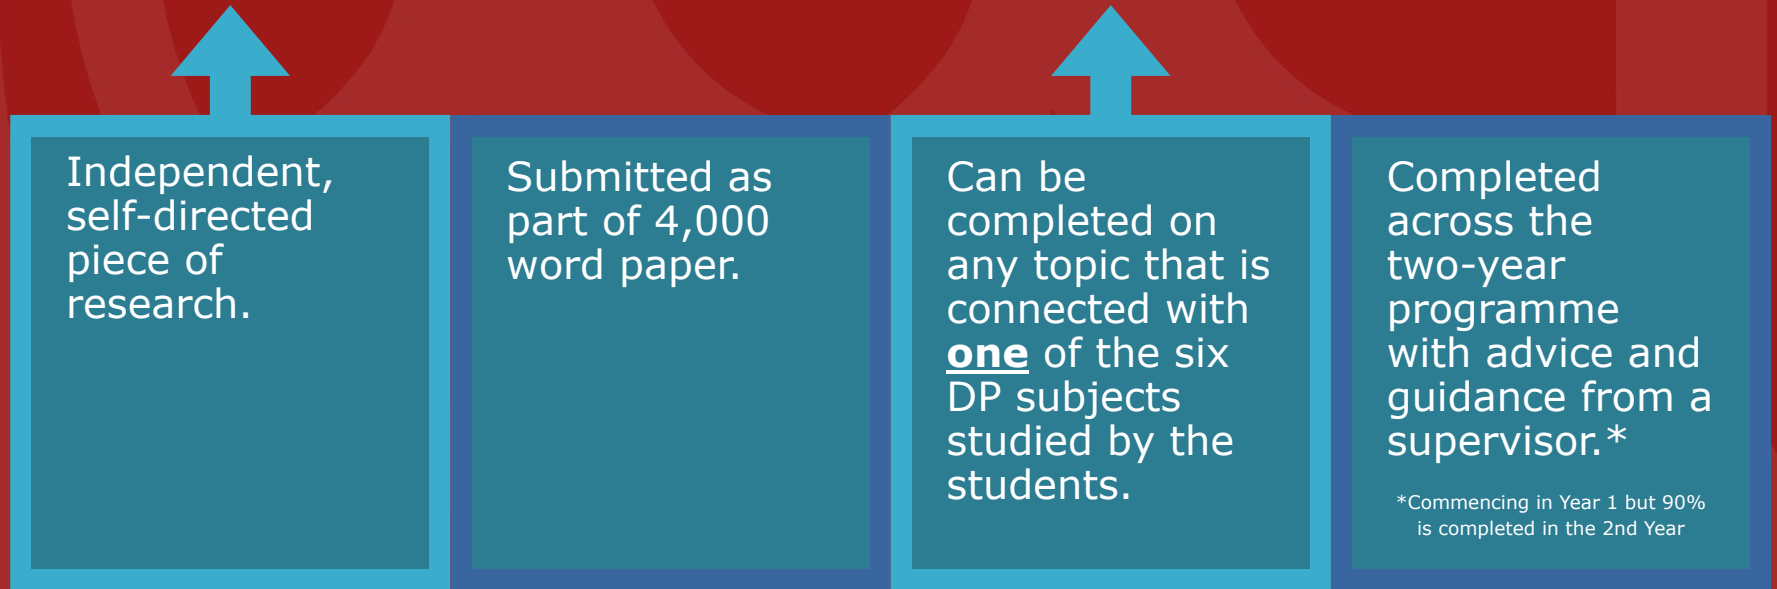 Independent,
self-directed
piece of
research.
Submitted as
part of 4,000
word paper.
Can be
completed on
any topic that is
connected with
one of the six
DP subjects
studied by the
students.
Completed
across the
two-year
programme
with advice and
guidance from a
supervisor.*
*Commencing in Year 1 but 90%
is completed in the 2nd Year